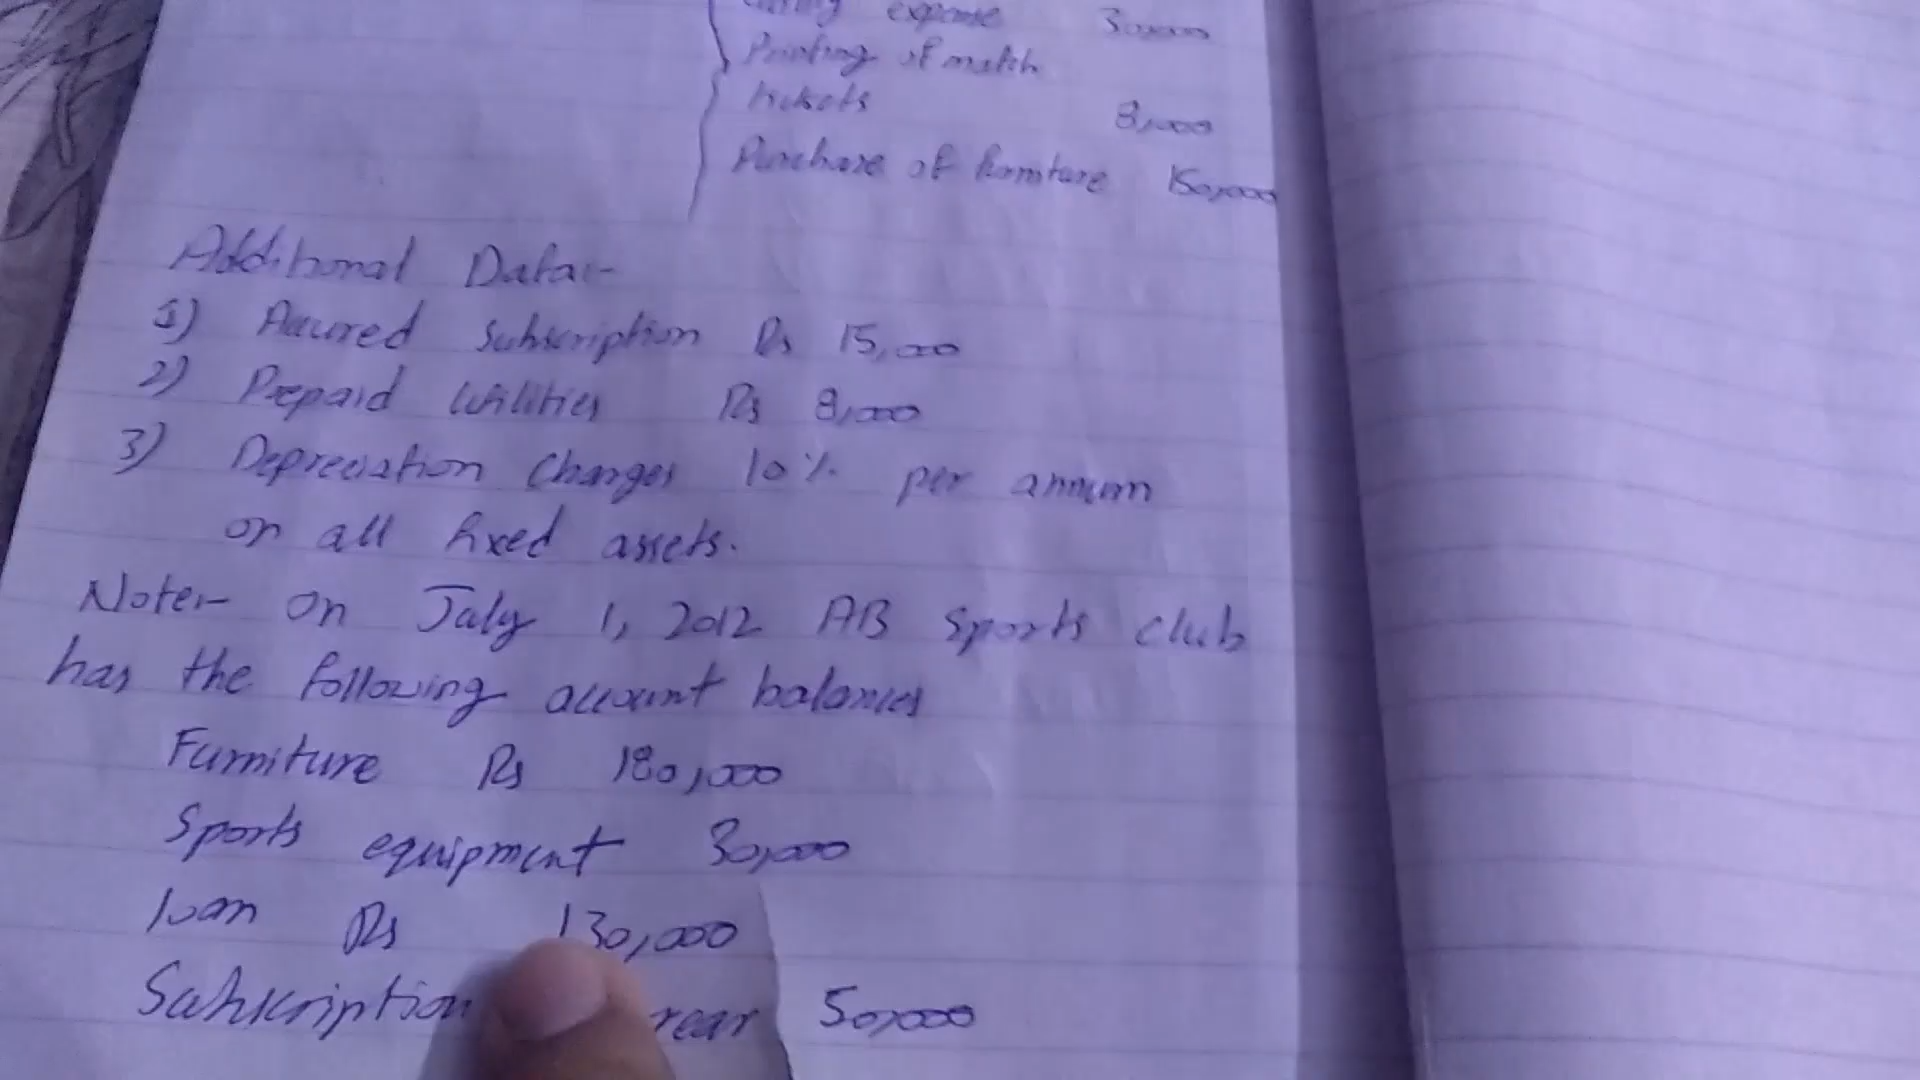 expense 30,000
Printing of match
tickets 8,000
Purchase of furniture 150,000
Additional Data:-
1) Accured Subscription Rs 15,000
2) Prepaid Utilities Rs 8,000
3) Depreciation Charges 10% per annum
on all fixed assets.
Note:- On July 1, 2012 AB Sports club
has the following account balances
Furniture Rs 180,000
Sports equipment 30,000
loan Rs 130,000
Subscription rear 50,000